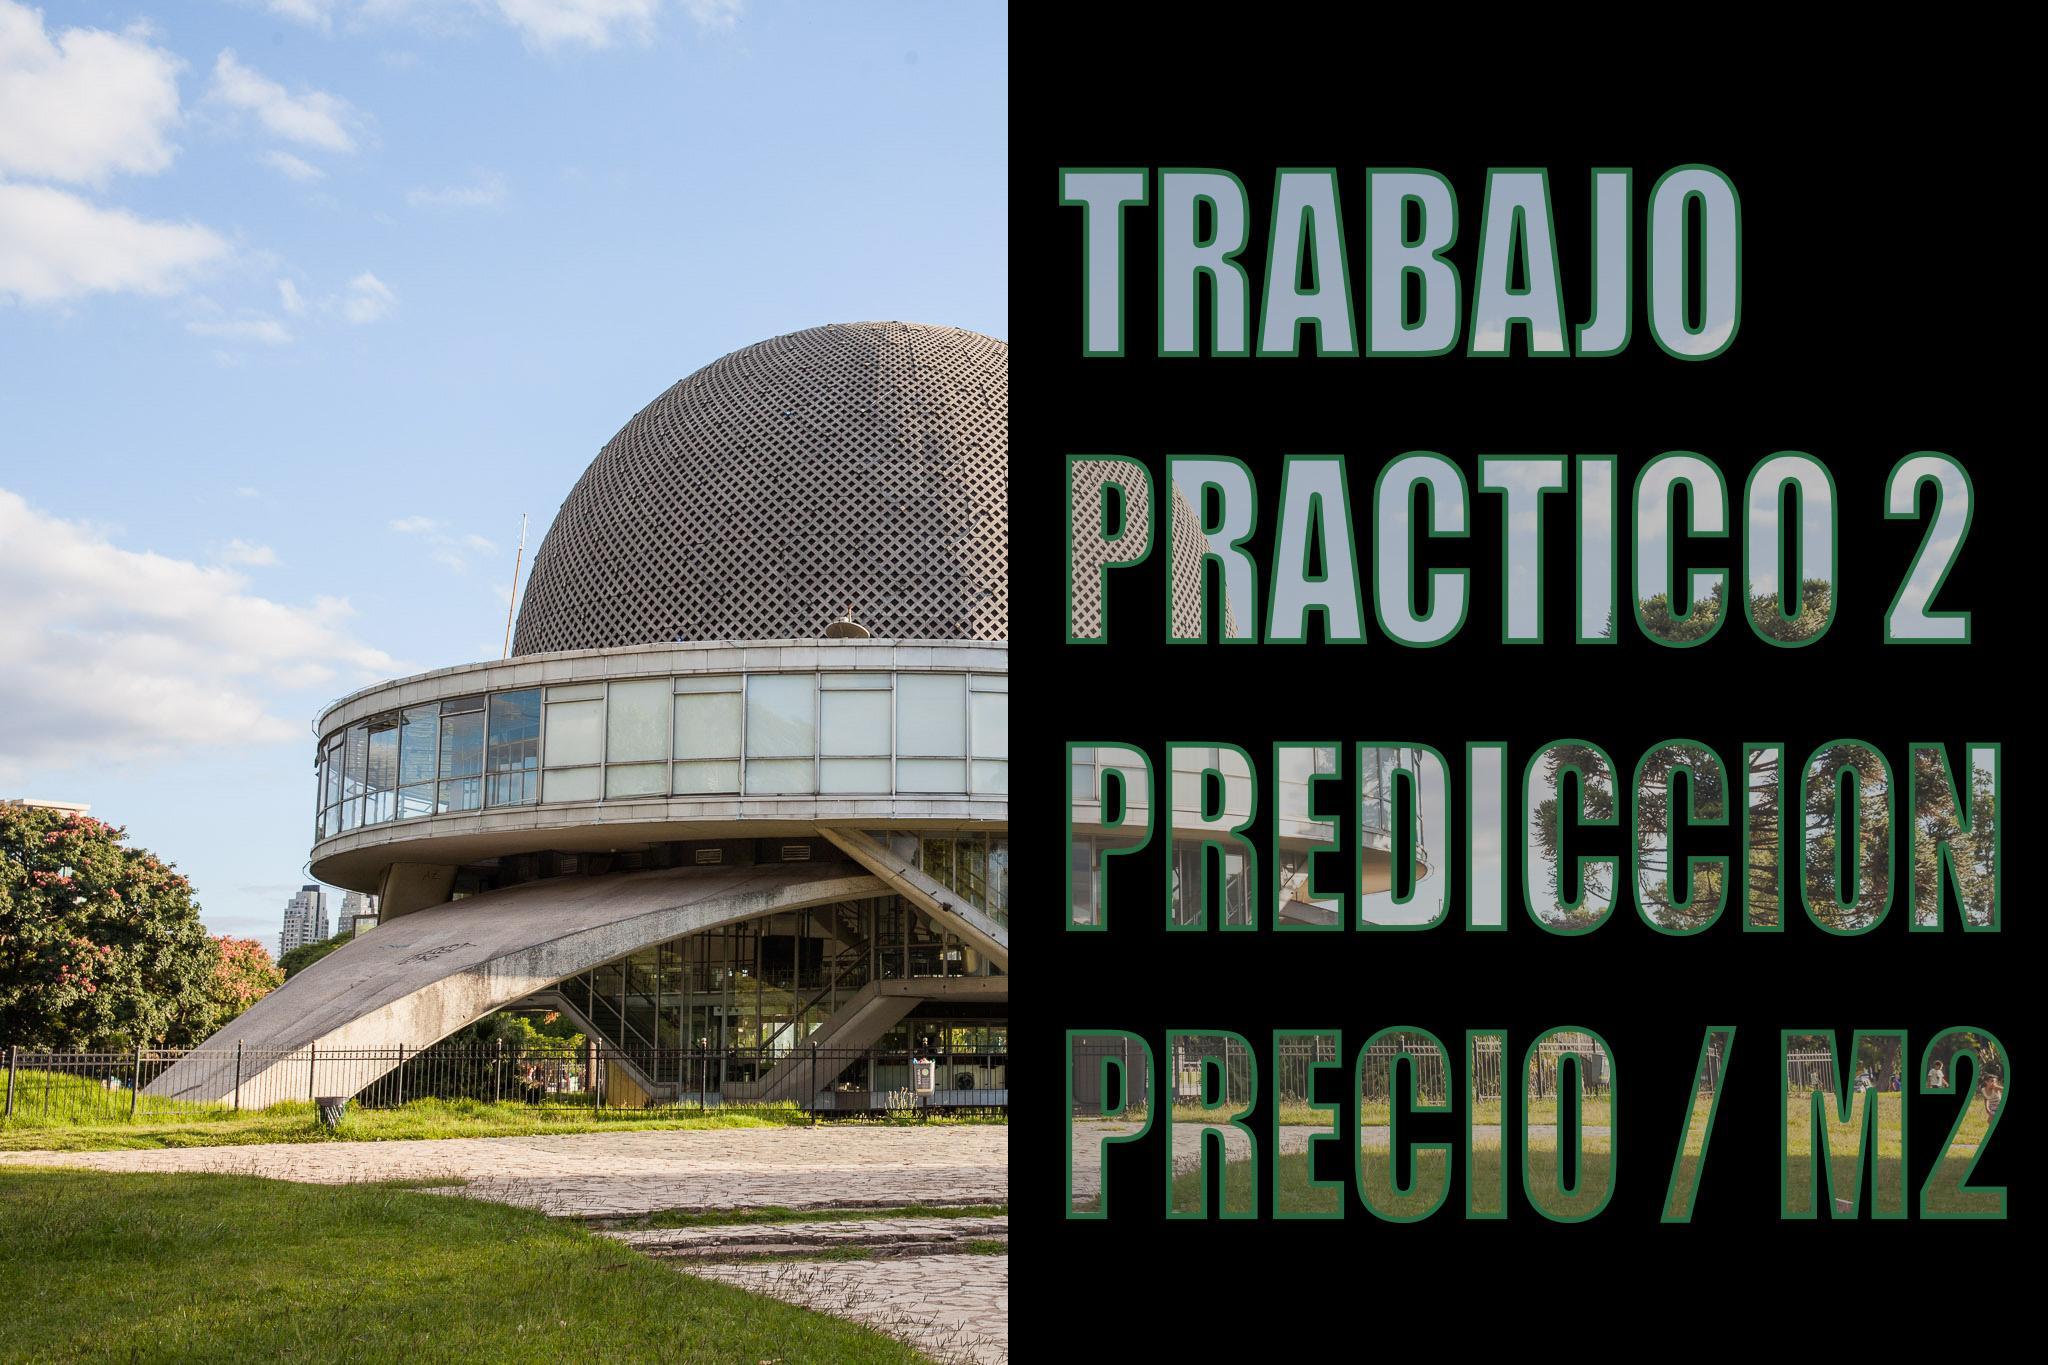 TRABAJO
PRACTICO 2
PREDICCION
PRECIO / M2